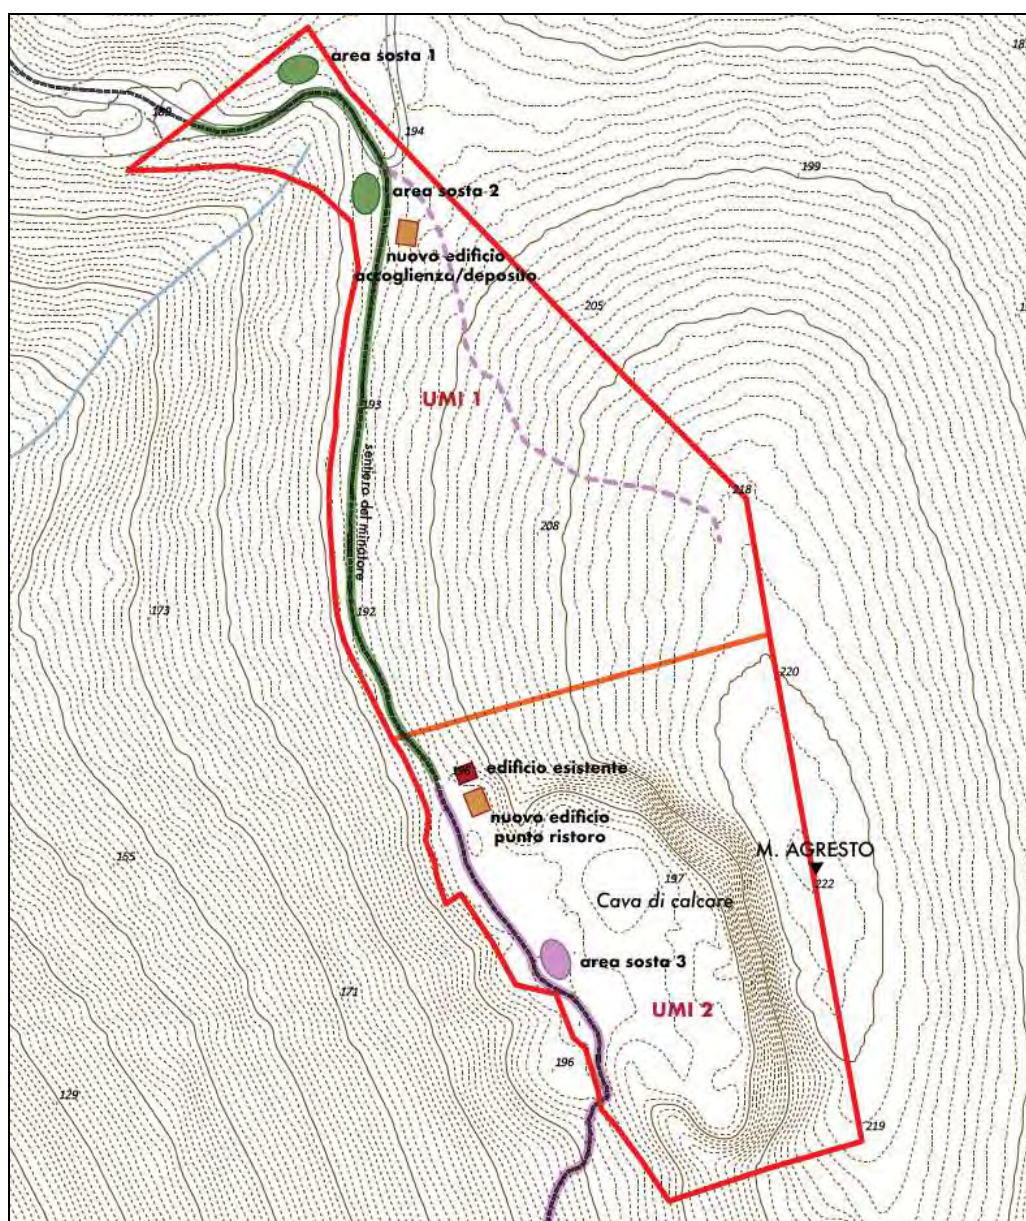 area sosta 1
189
194
199
area sosta 2
nuovo edificio
accoglienza/deposito
205
UMI 1
193
sentiero del minatore
218
208
192
173
220
196
edificio esistente
nuovo edificio
punto ristoro
M. AGRESTO
155
197
222
Cava di calcare
area sosta 3
171
UMI 2
196
129
219